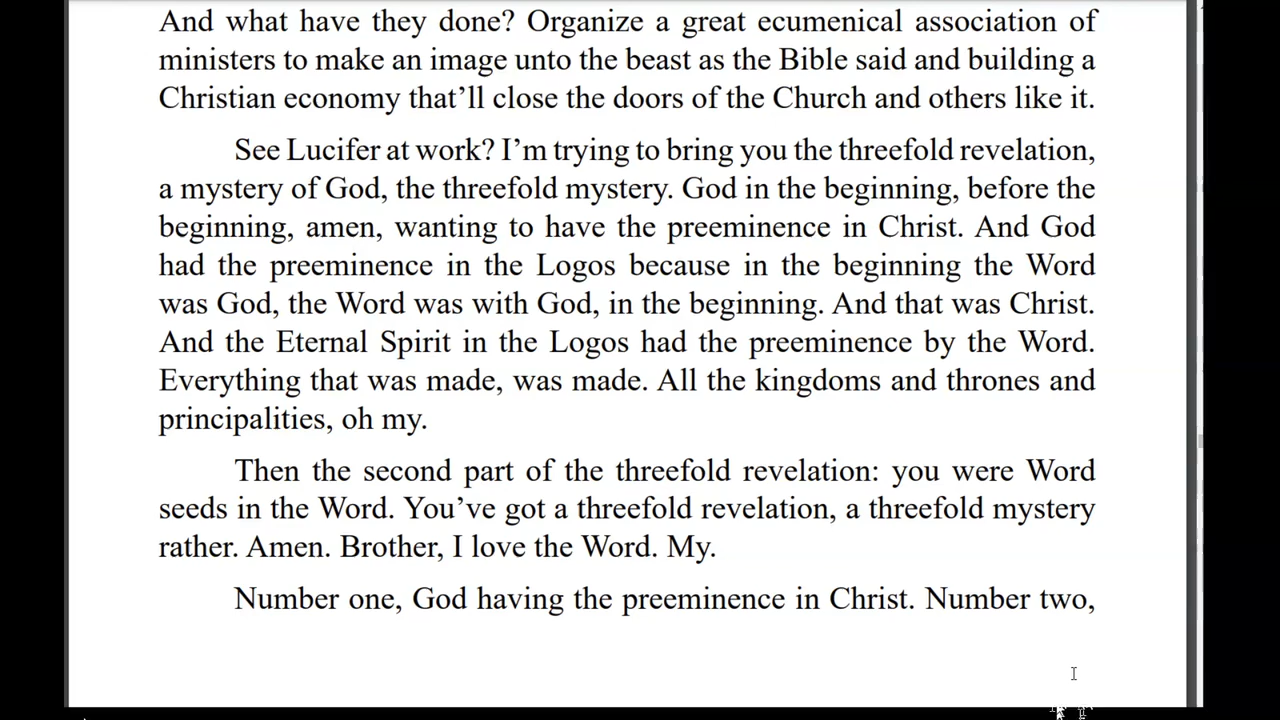 And what have they done? Organize a great ecumenical association of
ministers to make an image unto the beast as the Bible said and building a
Christian economy that’ll close the doors of the Church and others like it.
See Lucifer at work? I’m trying to bring you the threefold revelation,
a mystery of God, the threefold mystery. God in the beginning, before the
beginning, amen, wanting to have the preeminence in Christ. And God
had the preeminence in the Logos because in the beginning the Word
was God, the Word was with God, in the beginning. And that was Christ.
And the Eternal Spirit in the Logos had the preeminence by the Word.
Everything that was made, was made. All the kingdoms and thrones and
principalities, oh my.
Then the second part of the threefold revelation: you were Word
seeds in the Word. You’ve got a threefold revelation, a threefold mystery
rather. Amen. Brother, I love the Word. My.
Number one, God having the preeminence in Christ. Number two,